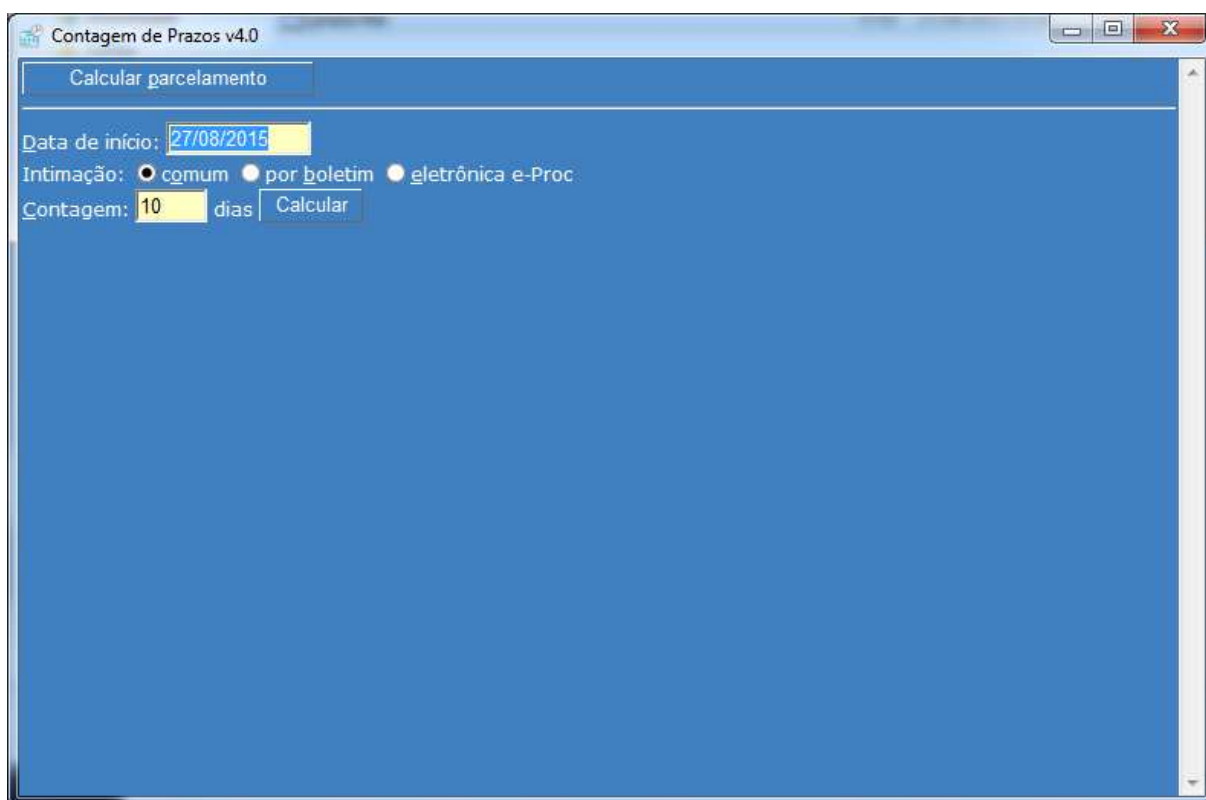 Contagem de Prazos v4.0
Calcular parcelamento
Data de início: 27/08/2015
Intimação: comum por boletim eletrônica e-Proc
Contagem: 10 dias Calcular